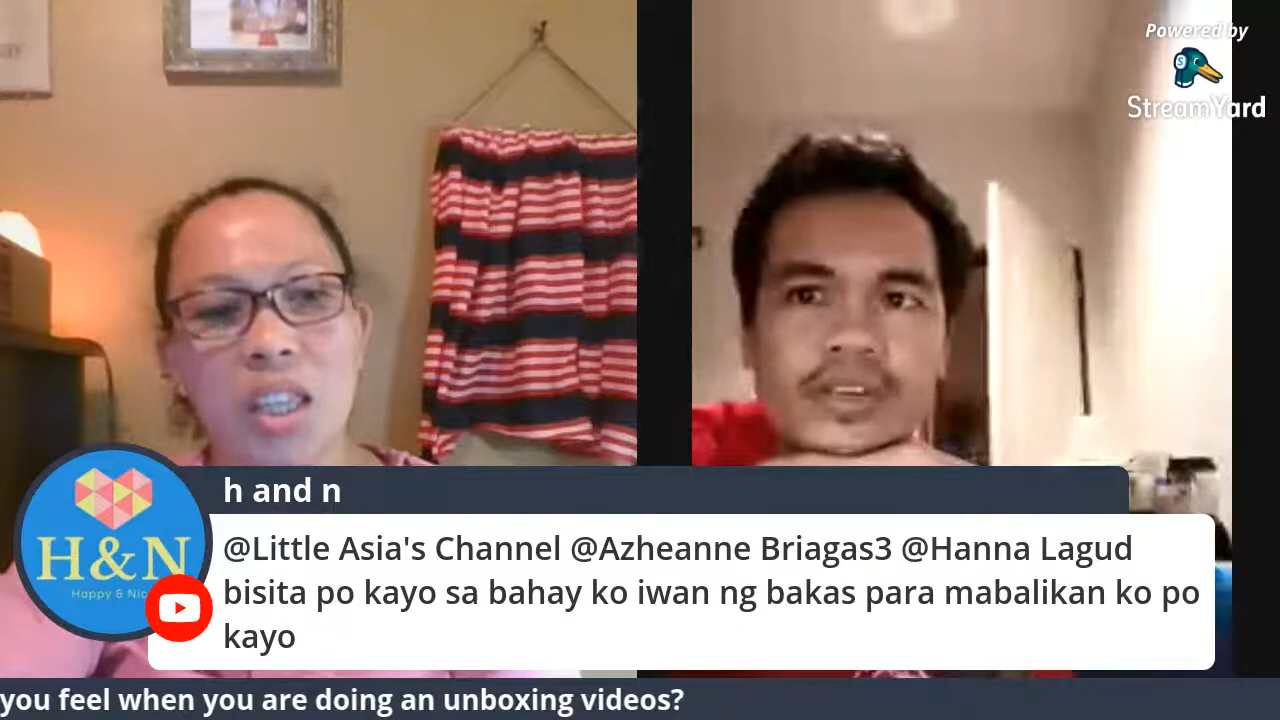 Powered by
StreamYard
h and n
@Little Asia's Channel @Azheanne Briagas3 @Hanna Lagud
bisita po kayo sa bahay ko iwan ng bakas para mabalikan ko po
kayo
H&N
you feel when you are doing an unboxing videos?